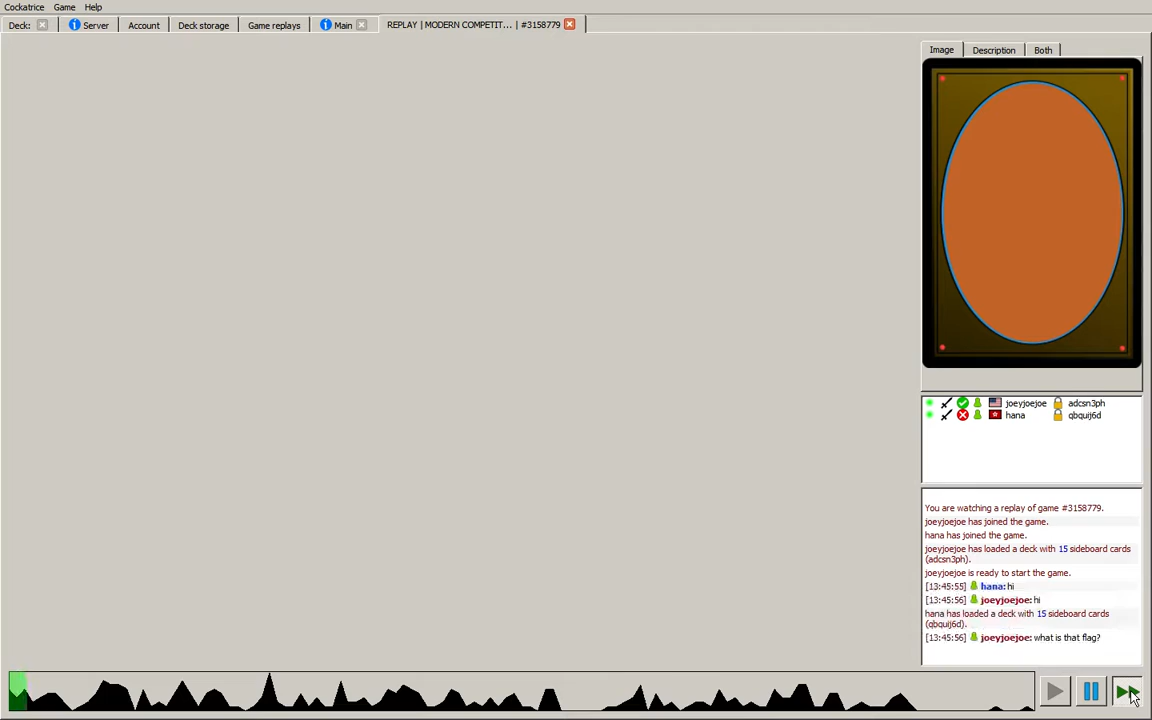 Cockatrice Game Help
Deck: Server Account Deck storage Game replays Main REPLAY | MODERN COMPETIT... | #3158779
Image Description Both
joeyjoejoe adcsn3ph
hana qbquij6d
You are watching a replay of game #3158779.
joeyjoejoe has joined the game.
hana has joined the game.
joeyjoejoe has loaded a deck with 15 sideboard cards
(adcsn3ph).
joeyjoejoe is ready to start the game.
[13:45:55] hana: hi
[13:45:56] joeyjoejoe: hi
hana has loaded a deck with 15 sideboard cards
(qbquij6d).
[13:45:56] joeyjoejoe: what is that flag?